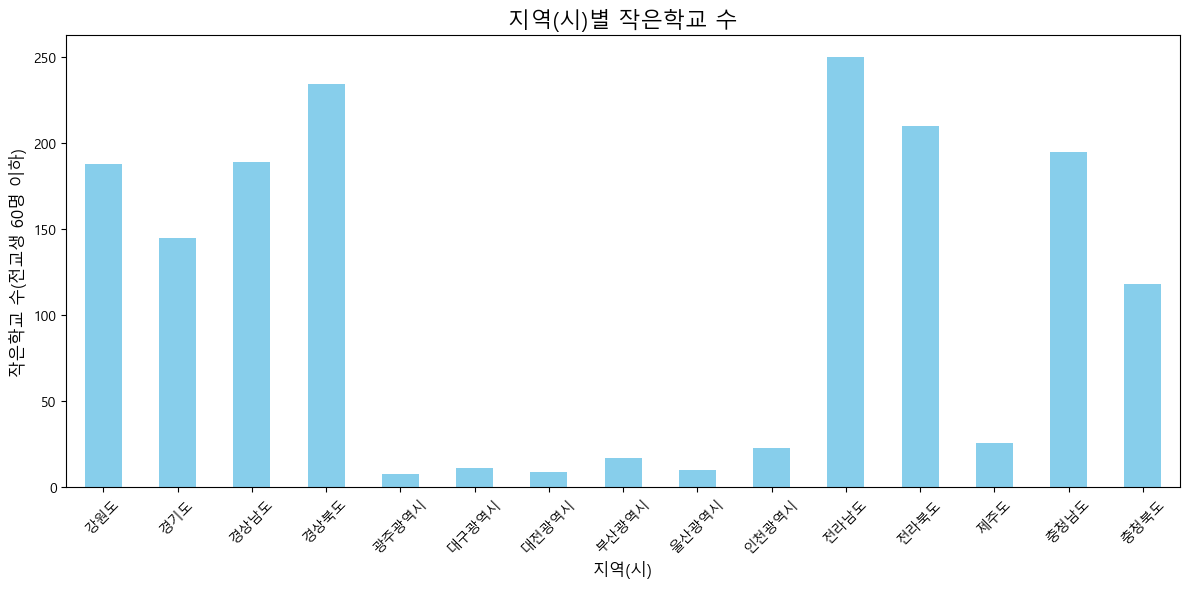 지역(시)별 작은학교 수
작은학교 수(전교생 60명 이하)
250
200
150
100
50
0
강원도
경기도
경상남도
경상북도
광주광역시
대구광역시
대전광역시
부산광역시
울산광역시
인천광역시
전라남도
전라북도
제주도
충청남도
충청북도
지역(시)